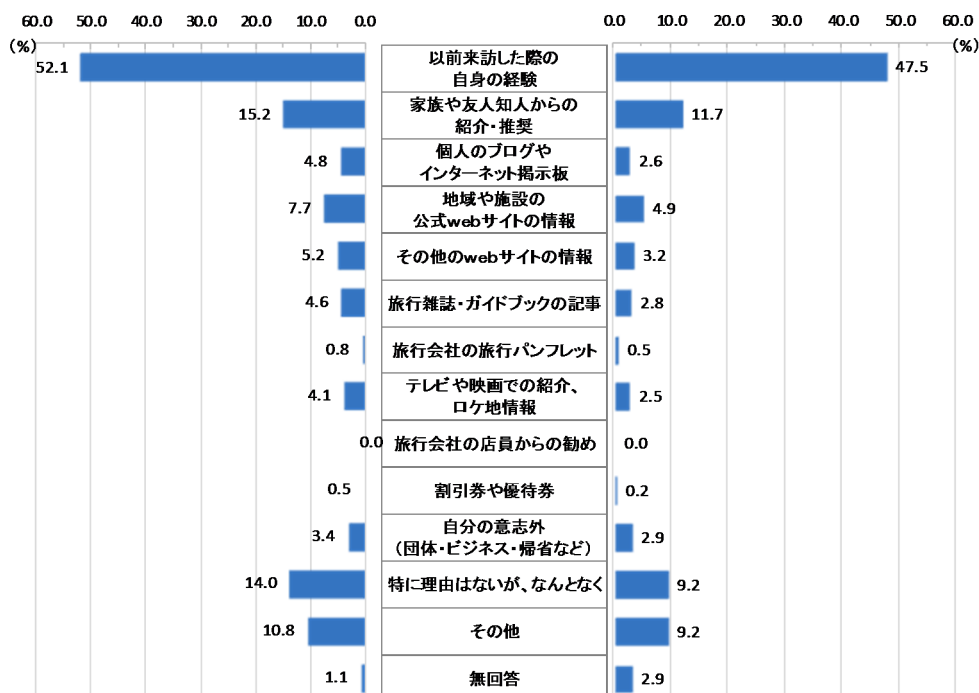 60.0 50.0 40.0 30.0 20.0 10.0 0.0
0.0 10.0 20.0 30.0 40.0 50.0 60.0
(%)
(%)
52.1
以前来訪した際の
自身の経験
47.5
15.2
家族や友人知人からの
紹介・推奨
11.7
4.8
個人のブログや
インターネット掲示板
2.6
7.7
地域や施設の
公式webサイトの情報
4.9
5.2
その他のwebサイトの情報
3.2
4.6
旅行雑誌・ガイドブックの記事
2.8
0.8
旅行会社の旅行パンフレット
0.5
4.1
テレビや映画での紹介、
ロケ地情報
2.5
0.0
旅行会社の店員からの勧め
0.0
0.5
割引券や優待券
0.2
3.4
自分の意志外
(団体・ビジネス・帰省など)
2.9
14.0
特に理由はないが、なんとなく
9.2
10.8
その他
9.2
1.1
無回答
2.9